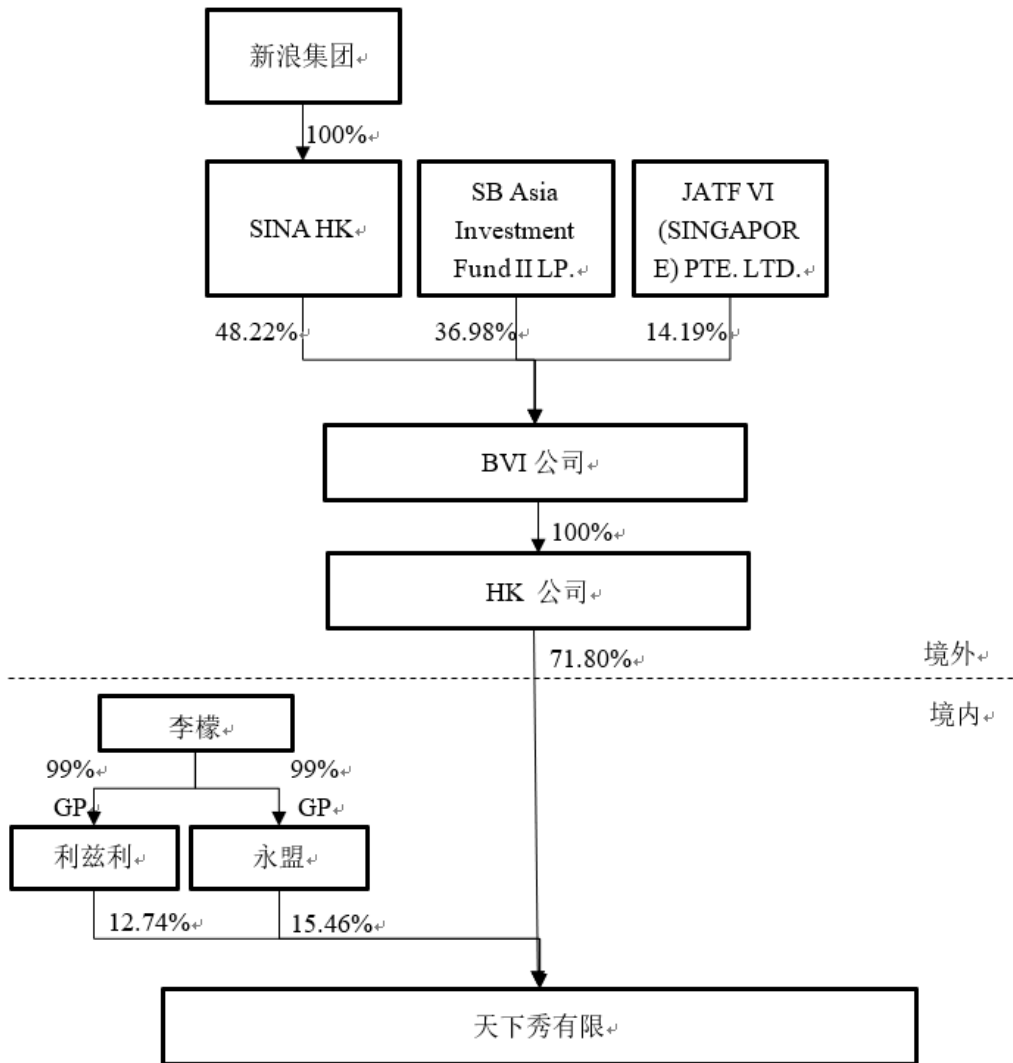 新浪集团
100%
SINA HK
SB Asia
Investment
Fund II LP.
JATF VI
(SINGAPOR
E) PTE. LTD.
48.22%
36.98%
14.19%
BVI 公司
100%
HK 公司
71.80%
境外
境内
李檬
99%
99%
GP
GP
利兹利
永盟
12.74%
15.46%
天下秀有限